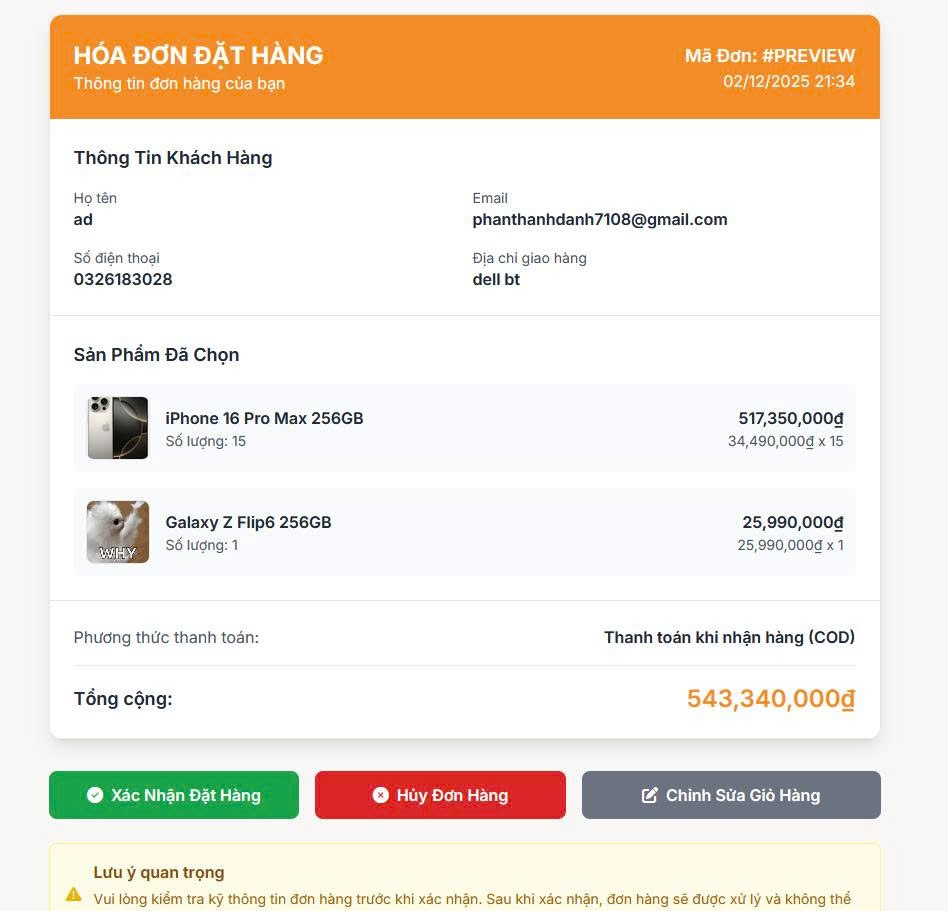 HÓA ĐƠN ĐẶT HÀNG
Thông tin đơn hàng của bạn
Mã Đơn: #PREVIEW
02/12/2025 21:34
Thông Tin Khách Hàng
Họ tên
ad
Email
phanthanhdanh7108@gmail.com
Số điện thoại
0326183028
Địa chỉ giao hàng
dell bt
Sản Phẩm Đã Chọn
iPhone 16 Pro Max 256GB
Số lượng: 15
517,350,000₫
34,490,000₫ x 15
WHY
Galaxy Z Flip6 256GB
Số lượng: 1
25,990,000₫
25,990,000₫ x 1
Phương thức thanh toán:
Thanh toán khi nhận hàng (COD)
Tổng cộng:
543,340,000₫
Xác Nhận Đặt Hàng
Hủy Đơn Hàng
Chỉnh Sửa Giỏ Hàng
Lưu ý quan trọng
Vui lòng kiểm tra kỹ thông tin đơn hàng trước khi xác nhận. Sau khi xác nhận, đơn hàng sẽ được xử lý và không thể